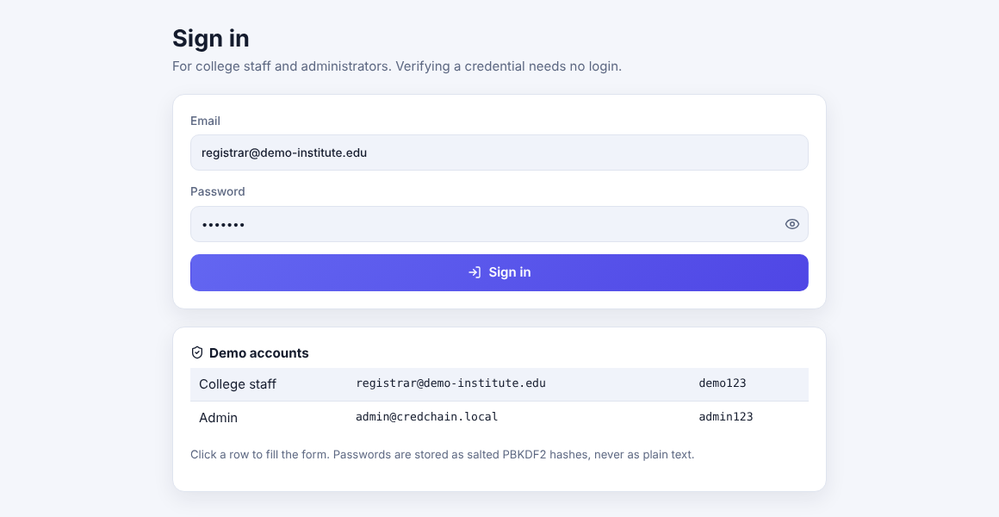 Sign in
For college staff and administrators. Verifying a credential needs no login.
Email
registrar@demo-institute.edu
Password
•••••••
Sign in
Demo accounts
College staff registrar@demo-institute.edu demo123
Admin admin@credchain.local admin123
Click a row to fill the form. Passwords are stored as salted PBKDF2 hashes, never as plain text.